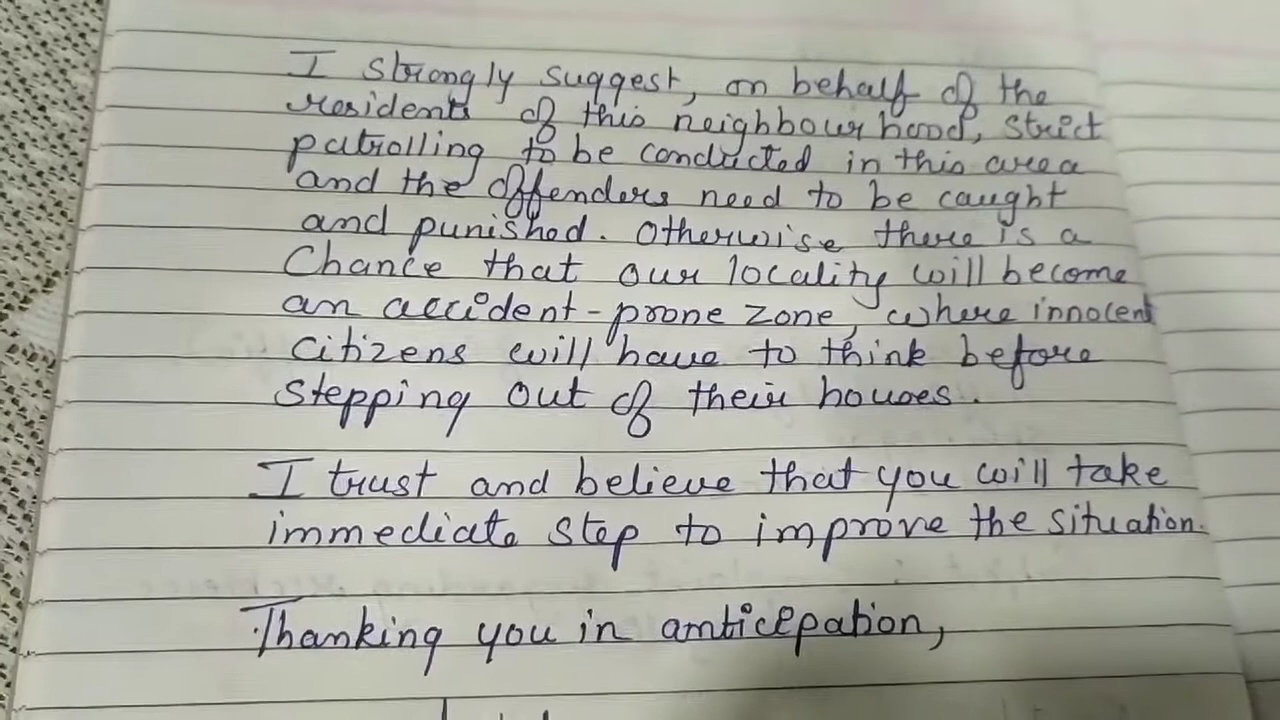 I strongly suggest, on behalf of the
residents of this neighbourhood, strict
patrolling to be conducted in this area
and the offenders need to be caught
and punished. Otherwise there is a
Chance that our locality will become
an accident-prone zone, where innocent
citizens will have to think before
stepping out of their houses.
I trust and believe that you will take
immediate step to improve the situation.
Thanking you in anticepation,